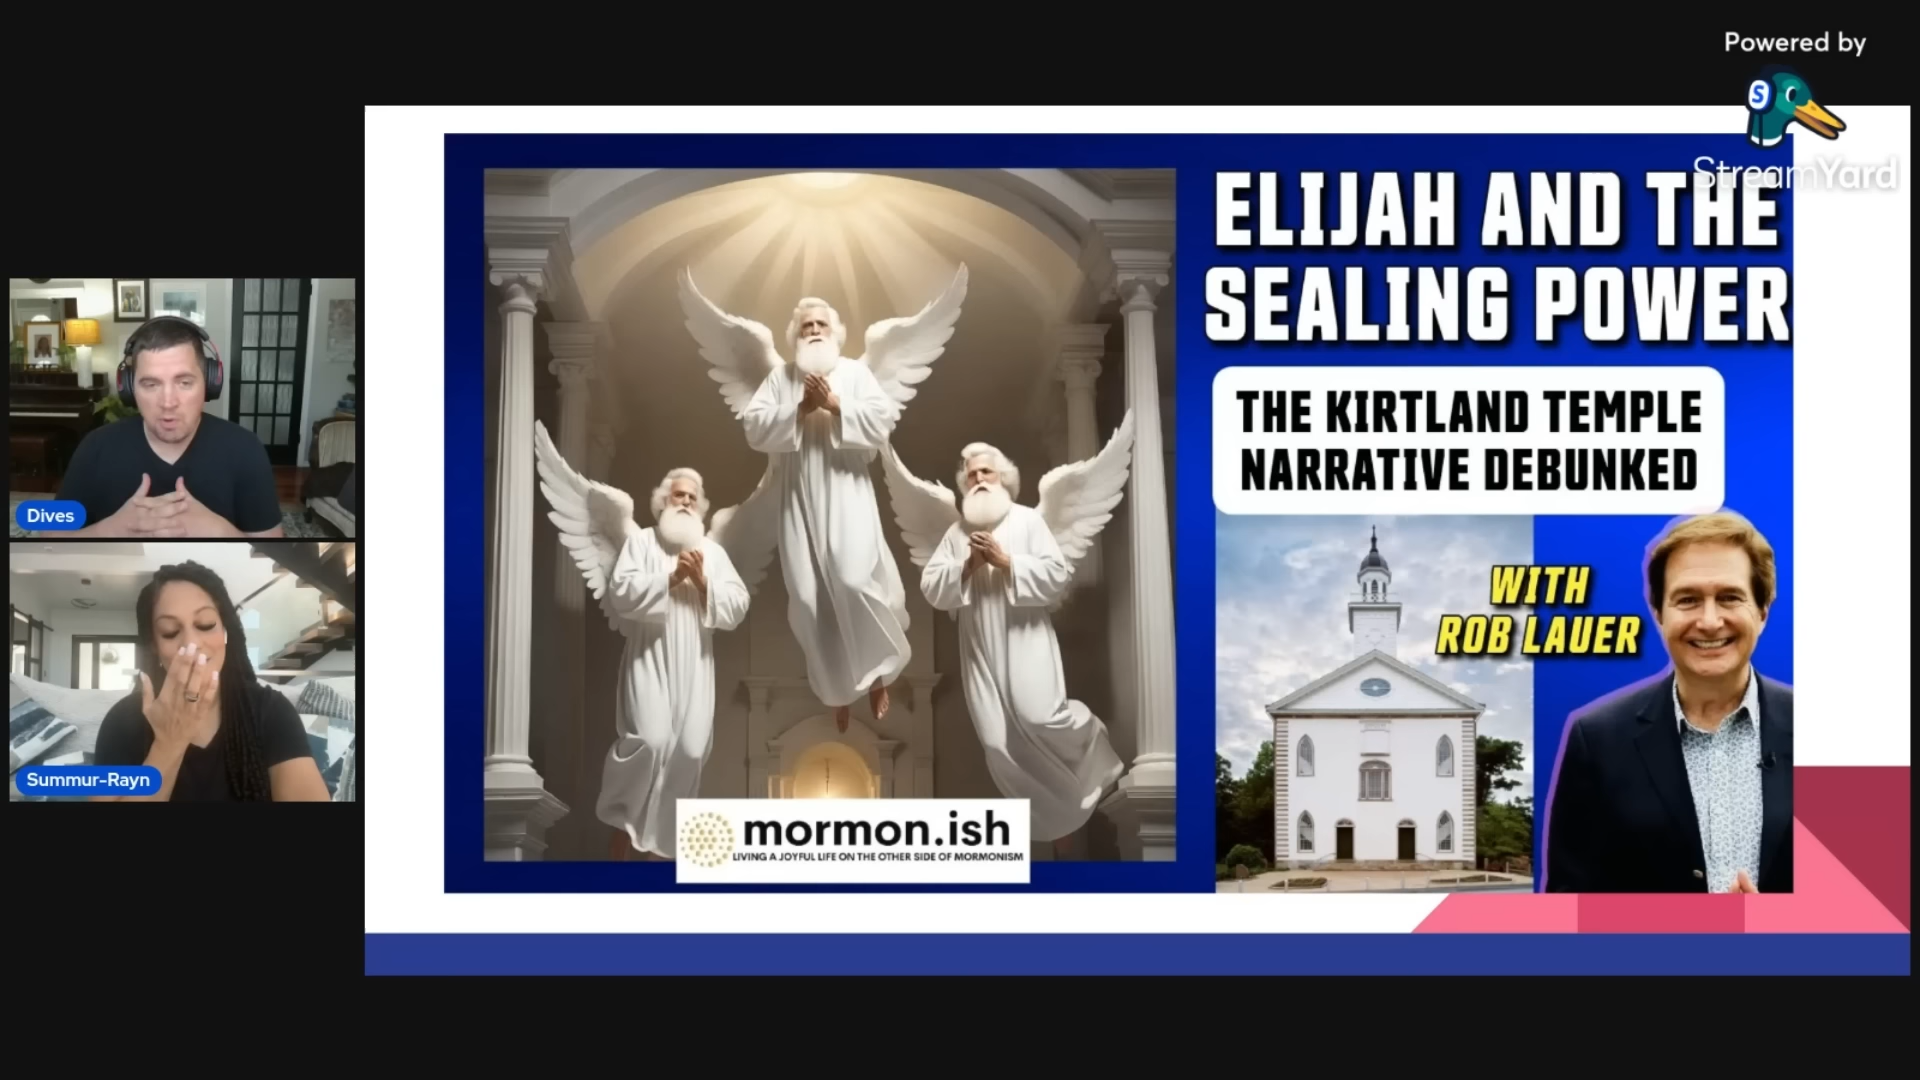 Powered by
StreamYard
ELIJAH AND THE
SEALING POWER
THE KIRTLAND TEMPLE
NARRATIVE DEBUNKED
WITH
ROB LAUER
mormon.ish
LIVING A JOYFUL LIFE ON THE OTHER SIDE OF MORMONISM
Dives
Summur-Rayn
S